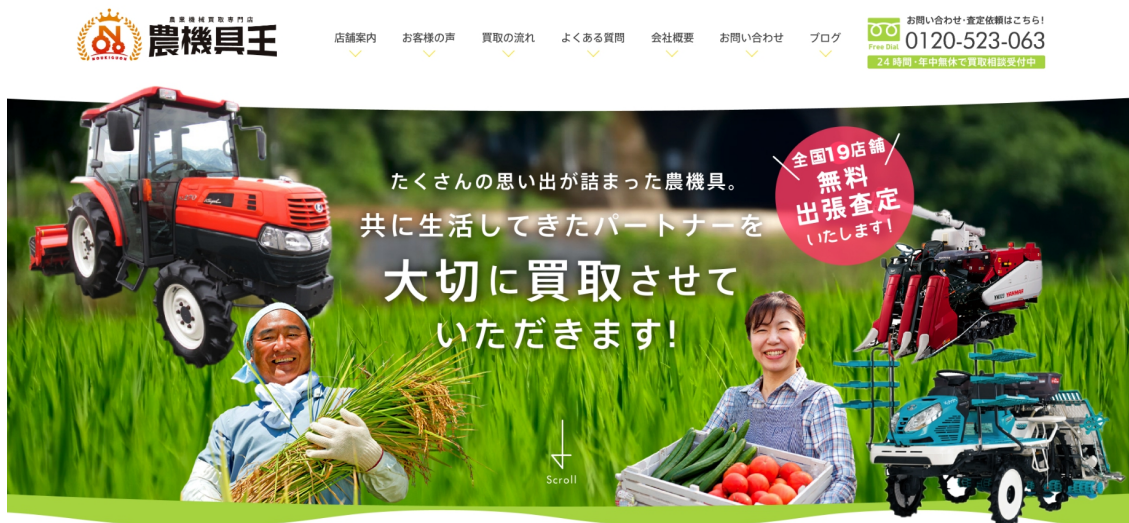 農業機械買取専門店
農機具王
NOUKIGUOH
店舗案内
お客様の声
買取の流れ
よくある質問
会社概要
お問い合わせ
ブログ
お問い合わせ・査定依頼はこちら！
Free Dial
0120-523-063
24時間・年中無休で買取相談受付中
たくさんの思い出が詰まった農機具。
共に生活してきたパートナーを
大切に買取させて
いただきます！
全国19店舗
無料
出張査定
いたします！
YANMAR
Scroll